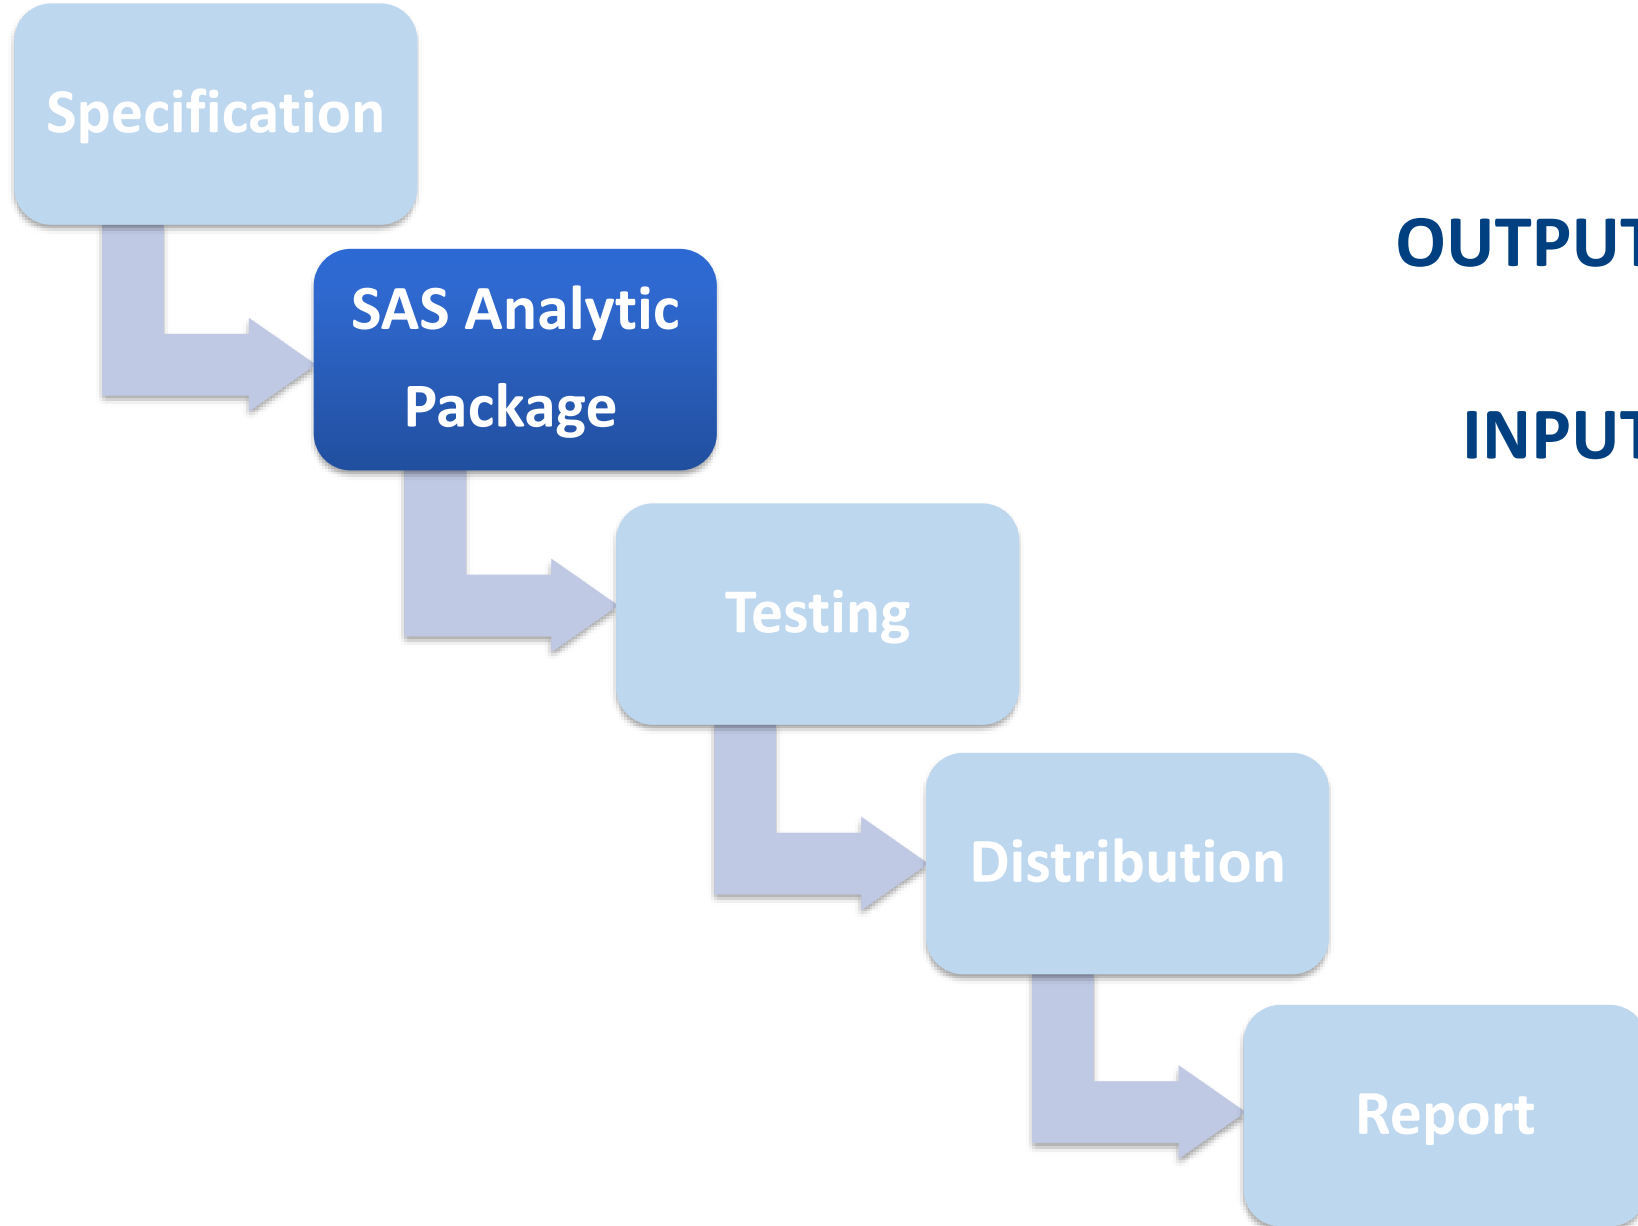 Specification
OUTPUT
SAS Analytic
Package
INPUT
Testing
Distribution
Report